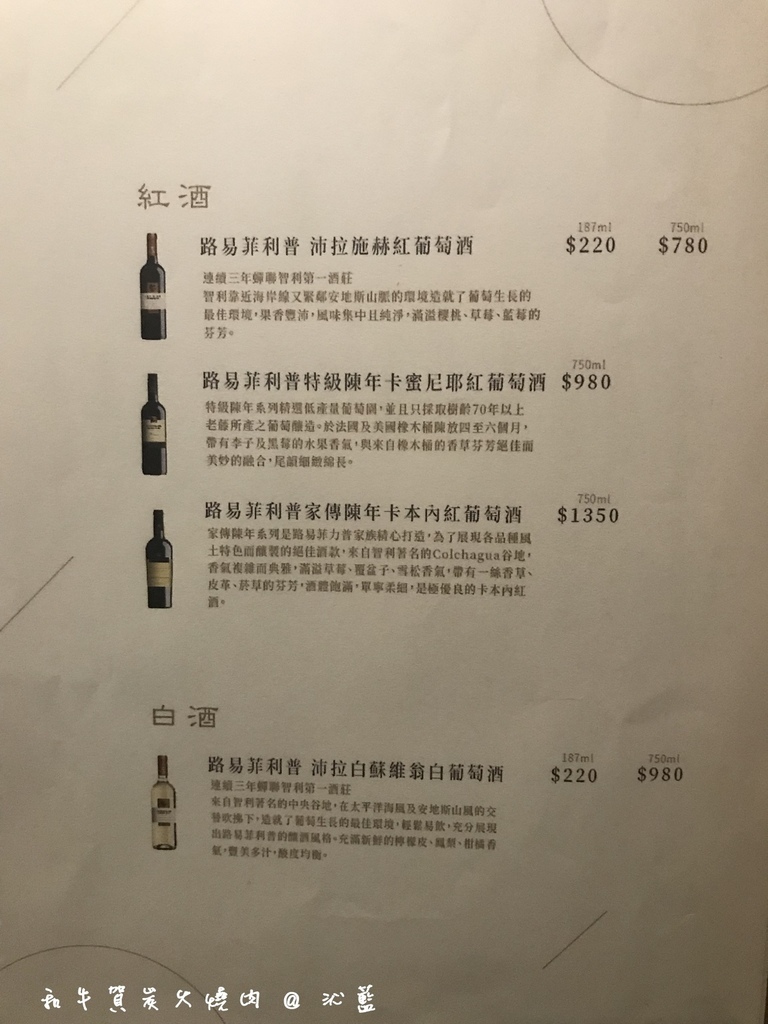 紅酒
187ml 750ml
路易菲利普 沛拉施赫紅葡萄酒 $220 $780
連續三年蟬聯智利第一酒莊
智利靠近海岸線又緊鄰安地斯山脈的環境造就了葡萄生長的
最佳環境,果香豐沛,風味集中且純淨,滿溢櫻桃、草莓、藍莓的
芬芳。
750ml
路易菲利普特級陳年卡蜜尼耶紅葡萄酒 $980
特級陳年系列精選低產量葡萄園,並且只採取樹齡70年以上
老藤所產之葡萄釀造。於法國及美國橡木桶陳放四至六個月,
帶有李子及黑莓的水果香氣,與來自橡木桶的香草芬芳絕佳而
美妙的融合,尾韻細緻綿長。
750ml
路易菲利普家傳陳年卡本內紅葡萄酒 $1350
家傳陳年系列是路易菲力普家族精心打造,為了展現各品種風
土特色而釀製的絕佳酒款,來自智利著名的Colchagua谷地,
香氣複雜而典雅,滿溢草莓、覆盆子、雪松香氣,帶有一絲香草、
皮革、菸草的芬芳,酒體飽滿,單寧柔細,是極優良的卡本內紅
酒。
白酒
187ml 750ml
路易菲利普 沛拉白蘇維翁白葡萄酒 $220 $980
連續三年蟬聯智利第一酒莊
來自智利著名的中央谷地,在太平洋海風及安地斯山風的交
替吹拂下,造就了葡萄生長的最佳環境,輕鬆易飲,充分展現
出路易菲利普的釀酒風格。充滿新鮮的檸檬皮、鳳梨、柑橘香
氣,豐美多汁,酸度均衡。
和牛賀炭火燒肉 @ 沁藍